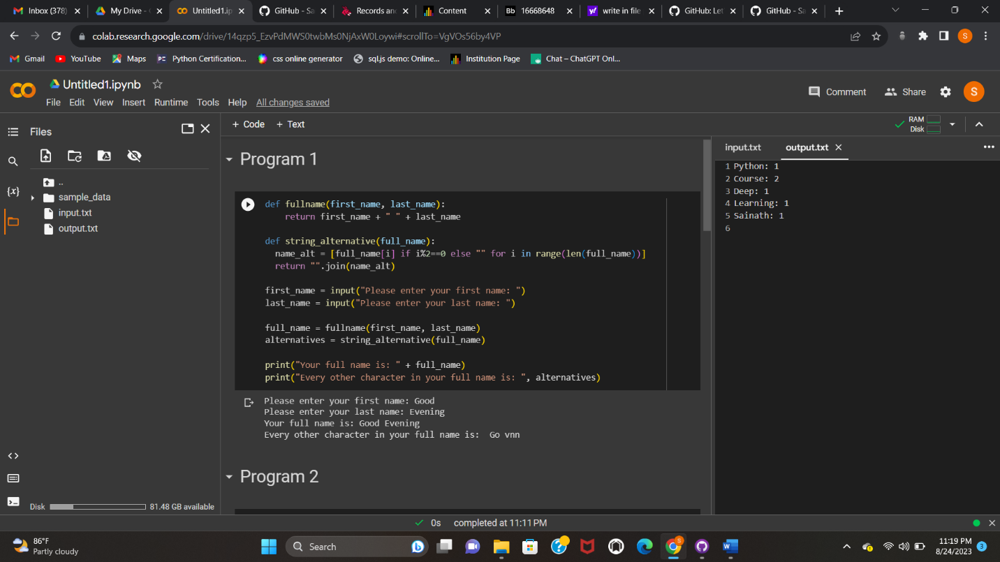 Inbox (378)
My Drive - G
Untitled1.ip
GitHub - Sa
Records an
Content
16668648
write in file
GitHub: Let
GitHub - Sa
colab.research.google.com/drive/14qzp5_EzvPdMWS0twbMs0NjAxW0Loywi#scrollTo=VgVOs56by4VP
Gmail YouTube Maps Python Certification... css online generator sql.js demo: Online... Institution Page Chat – ChatGPT Onl...
Untitled1.ipynb
File Edit View Insert Runtime Tools Help All changes saved
Comment Share S
Files
+ Code + Text
RAM
Disk
..
sample_data
input.txt
output.txt
Disk 81.48 GB available
Program 1
def fullname(first_name, last_name):
    return first_name + " " + last_name
def string_alternative(full_name):
  name_alt = [full_name[i] if i%2==0 else "" for i in range(len(full_name))]
  return "".join(name_alt)
first_name = input("Please enter your first name: ")
last_name = input("Please enter your last name: ")
full_name = fullname(first_name, last_name)
alternatives = string_alternative(full_name)
print("Your full name is: " + full_name)
print("Every other character in your full name is: ", alternatives)
Please enter your first name: Good
Please enter your last name: Evening
Your full name is: Good Evening
Every other character in your full name is:  Go vnn
Program 2
input.txt output.txt
1 Python: 1
2 Course: 2
3 Deep: 1
4 Learning: 1
5 Sainath: 1
6
0s completed at 11:11 PM
86°F
Partly cloudy
Search
11:19 PM
8/24/2023
3